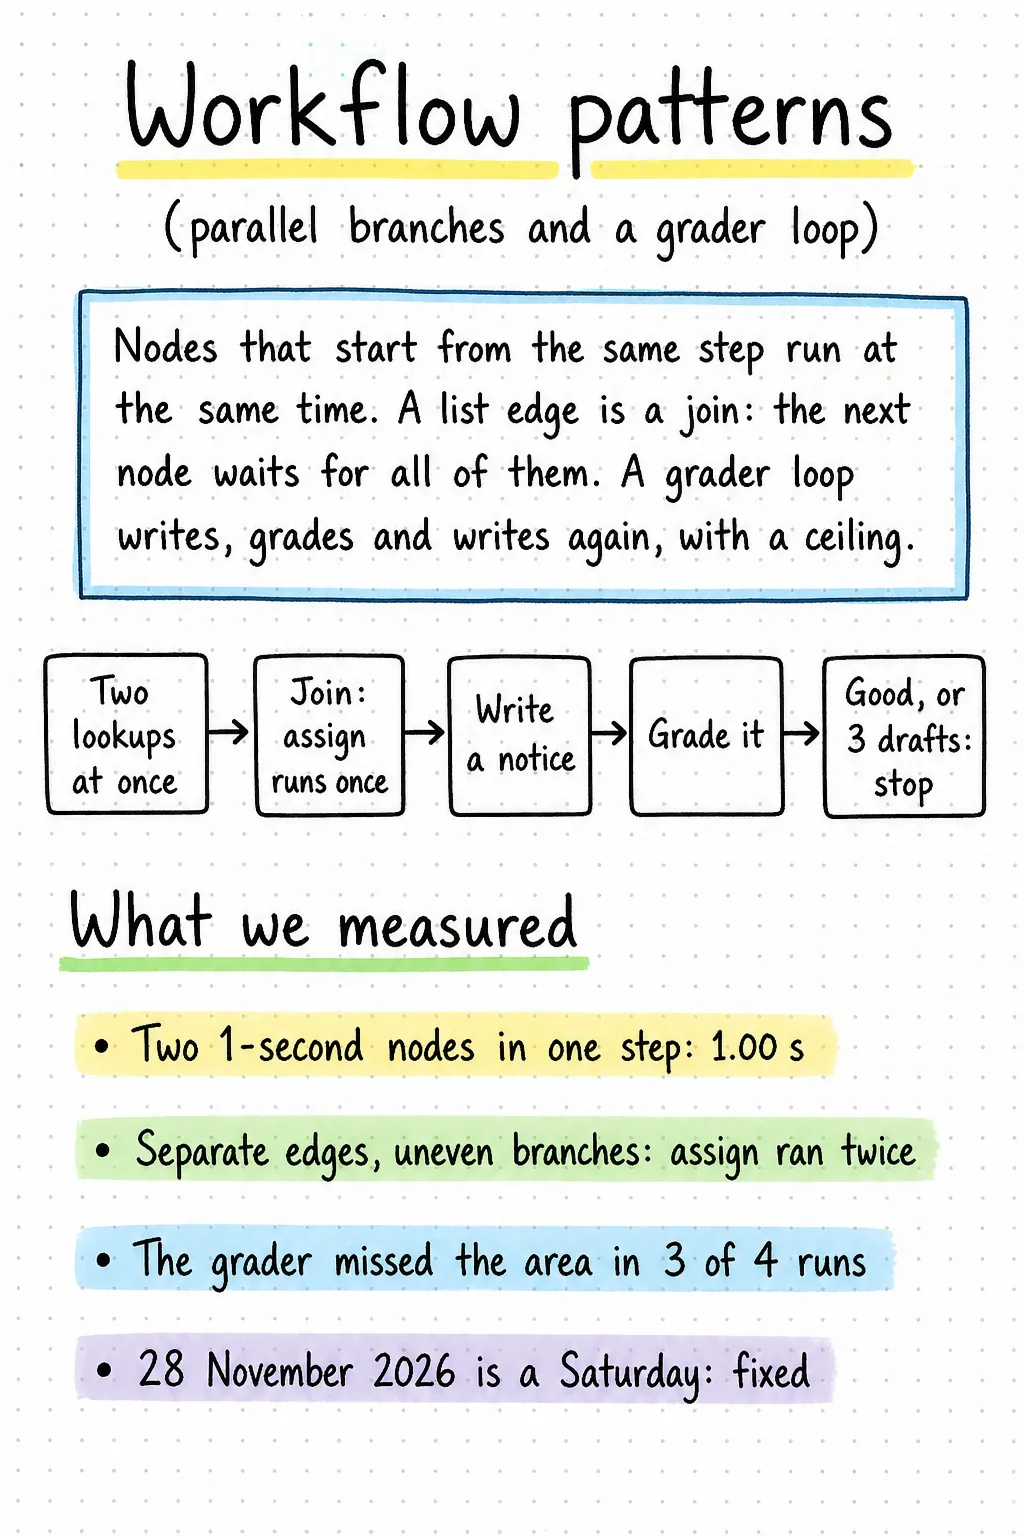 Workflow patterns
(parallel branches and a grader loop)
Nodes that start from the same step run at
the same time. A list edge is a join: the next
node waits for all of them. A grader loop
writes, grades and writes again, with a ceiling.
Two
lookups
at once
Join:
assign
runs once
Write
a notice
Grade it
Good, or
3 drafts:
stop
What we measured
• Two 1-second nodes in one step: 1.00 s
• Separate edges, uneven branches: assign ran twice
• The grader missed the area in 3 of 4 runs
• 28 November 2026 is a Saturday: fixed